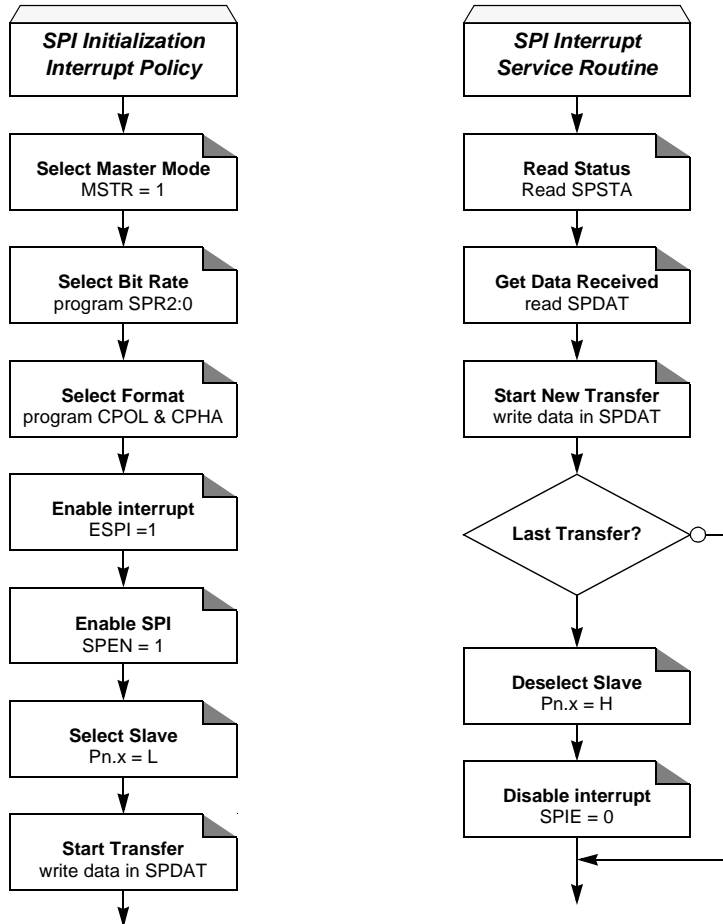 SPI Initialization
Interrupt Policy
Select Master Mode
MSTR = 1
Select Bit Rate
program SPR2:0
Select Format
program CPOL & CPHA
Enable interrupt
ESPI =1
Enable SPI
SPEN = 1
Select Slave
Pn.x = L
Start Transfer
write data in SPDAT
SPI Interrupt
Service Routine
Read Status
Read SPSTA
Get Data Received
read SPDAT
Start New Transfer
write data in SPDAT
Last Transfer?
Deselect Slave
Pn.x = H
Disable interrupt
SPIE = 0